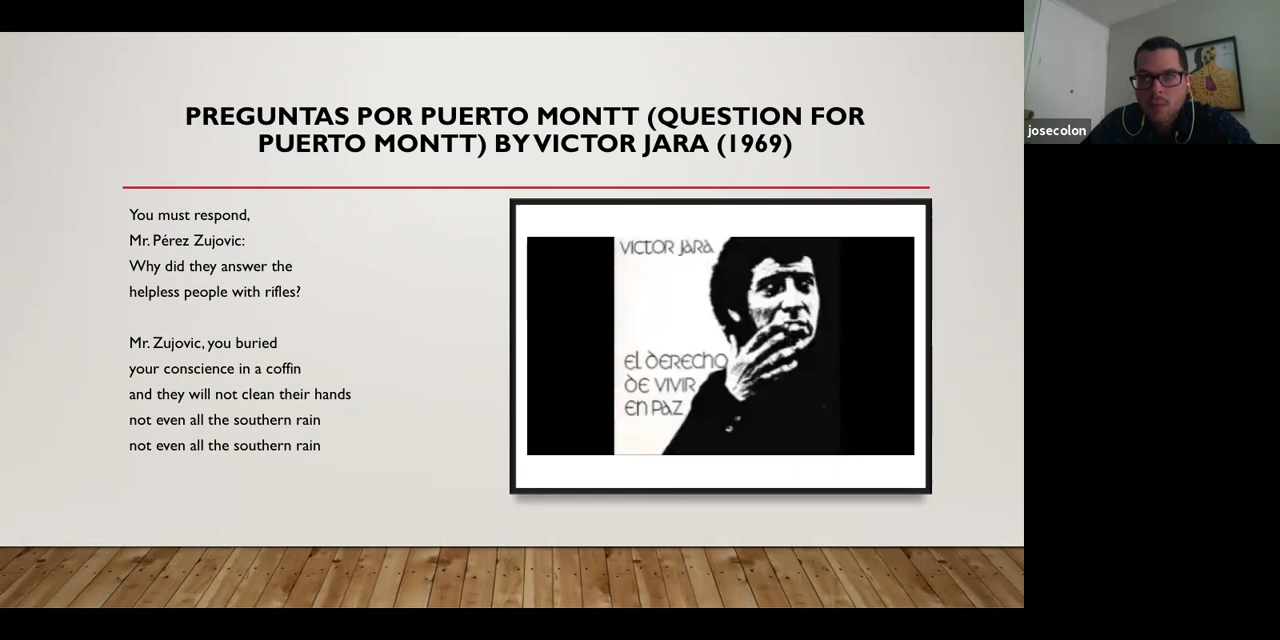 PREGUNTAS POR PUERTO MONTT (QUESTION FOR
PUERTO MONTT) BY VICTOR JARA (1969)
You must respond,
Mr. Pérez Zujovic:
Why did they answer the
helpless people with rifles?
Mr. Zujovic, you buried
your conscience in a coffin
and they will not clean their hands
not even all the southern rain
not even all the southern rain
VICTOR JARA
EL DERECHO
DE VIVIR
EN PAZ
josecolon